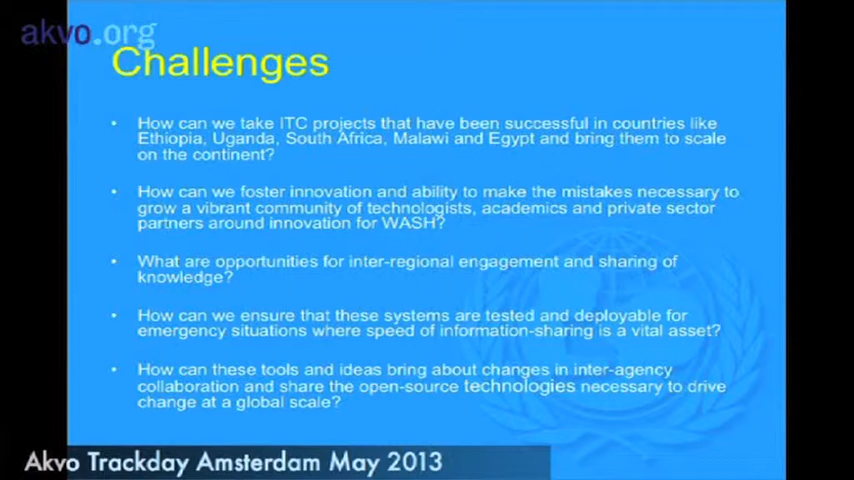 akvo.org
Challenges
• How can we take ITC projects that have been successful in countries like
Ethiopia, Uganda, South Africa, Malawi and Egypt and bring them to scale
on the continent?
• How can we foster innovation and ability to make the mistakes necessary to
grow a vibrant community of technologists, academics and private sector
partners around innovation for WASH?
• What are opportunities for inter-regional engagement and sharing of
knowledge?
• How can we ensure that these systems are tested and deployable for
emergency situations where speed of information-sharing is a vital asset?
• How can these tools and ideas bring about changes in inter-agency
collaboration and share the open-source technologies necessary to drive
change at a global scale?
Akvo Trackday Amsterdam May 2013